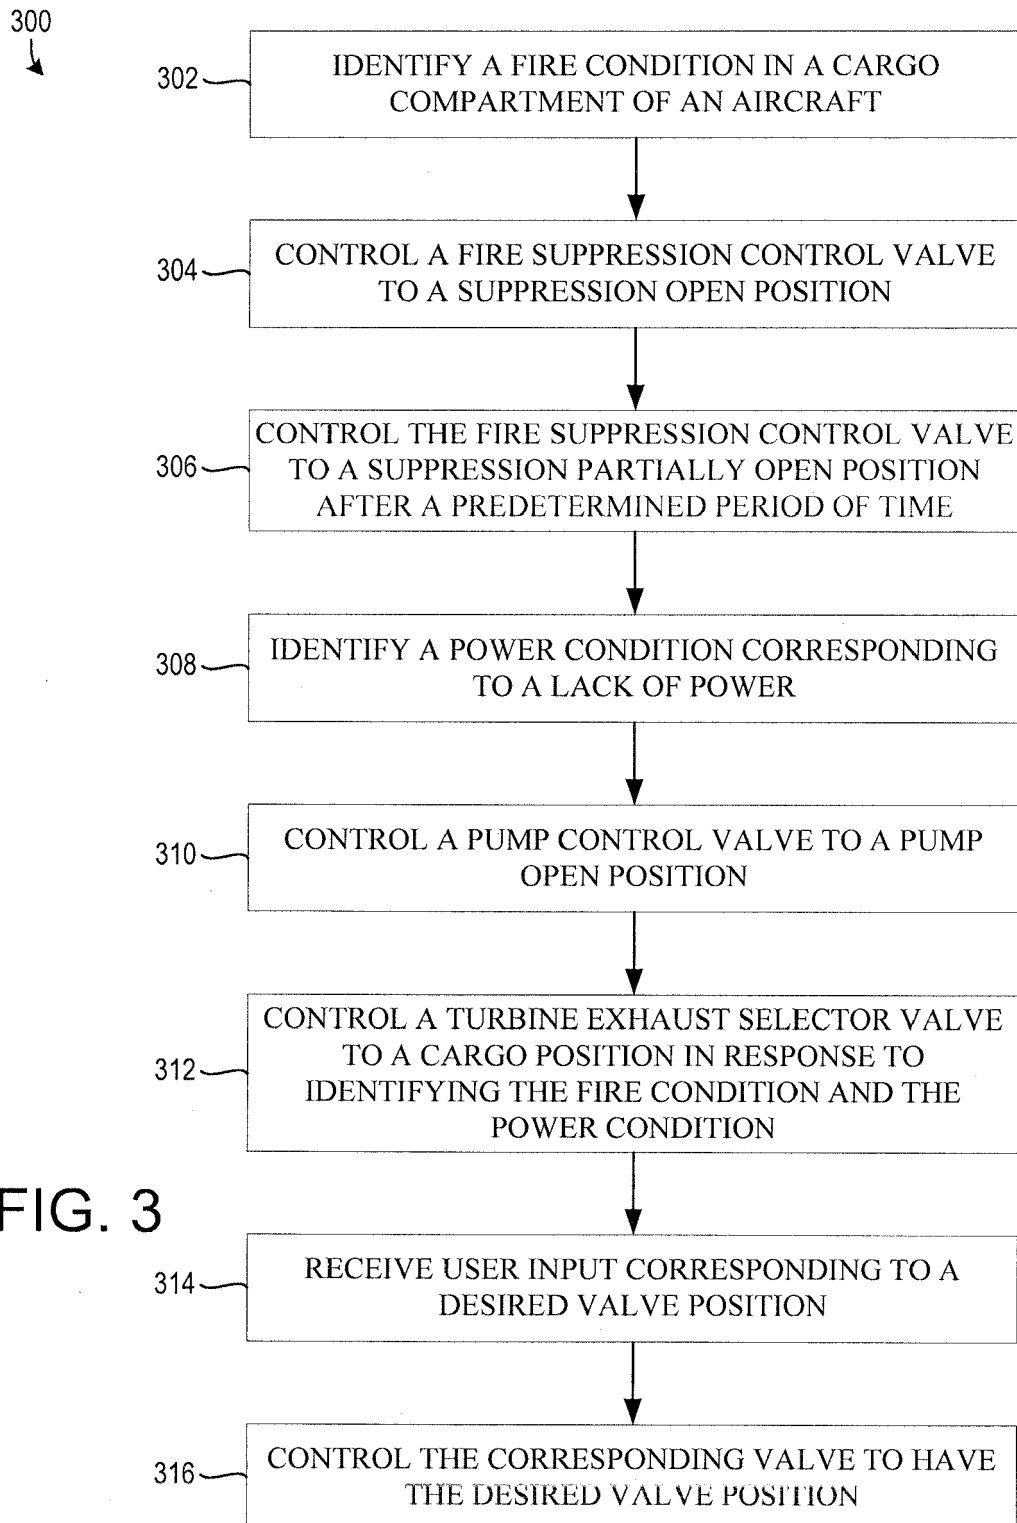 300
302
IDENTIFY A FIRE CONDITION IN A CARGO
COMPARTMENT OF AN AIRCRAFT
304
CONTROL A FIRE SUPPRESSION CONTROL VALVE
TO A SUPPRESSION OPEN POSITION
306
CONTROL THE FIRE SUPPRESSION CONTROL VALVE
TO A SUPPRESSION PARTIALLY OPEN POSITION
AFTER A PREDETERMINED PERIOD OF TIME
308
IDENTIFY A POWER CONDITION CORRESPONDING
TO A LACK OF POWER
310
CONTROL A PUMP CONTROL VALVE TO A PUMP
OPEN POSITION
312
CONTROL A TURBINE EXHAUST SELECTOR VALVE
TO A CARGO POSITION IN RESPONSE TO
IDENTIFYING THE FIRE CONDITION AND THE
POWER CONDITION
FIG. 3
314
RECEIVE USER INPUT CORRESPONDING TO A
DESIRED VALVE POSITION
316
CONTROL THE CORRESPONDING VALVE TO HAVE
THE DESIRED VALVE POSITION